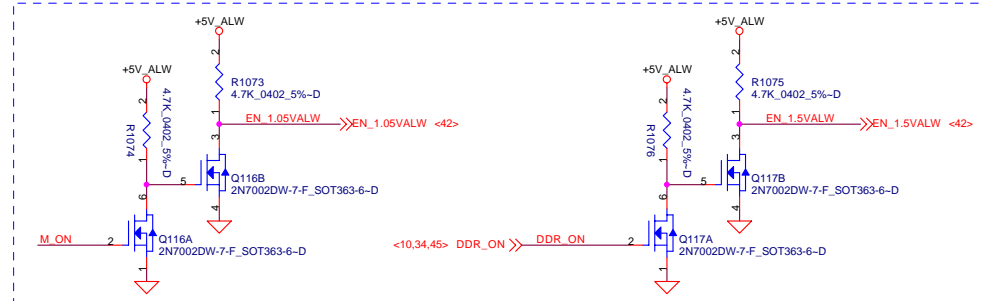 +5V_ALW
2
R1073
4.7K_0402_5%~D
1
+5V_ALW
2
4.7K_0402_5%~D
R1074
1
EN_1.05VALW
EN_1.05VALW <42>
3
5
Q116B
2N7002DW-7-F_SOT363-6~D
4
6
M_ON
2
Q116A
2N7002DW-7-F_SOT363-6~D
1
+5V_ALW
2
R1075
4.7K_0402_5%~D
1
+5V_ALW
2
4.7K_0402_5%~D
R1076
1
EN_1.5VALW
EN_1.5VALW <42>
3
5
Q117B
2N7002DW-7-F_SOT363-6~D
4
6
<10,34,45> DDR_ON
DDR_ON
2
Q117A
2N7002DW-7-F_SOT363-6~D
1